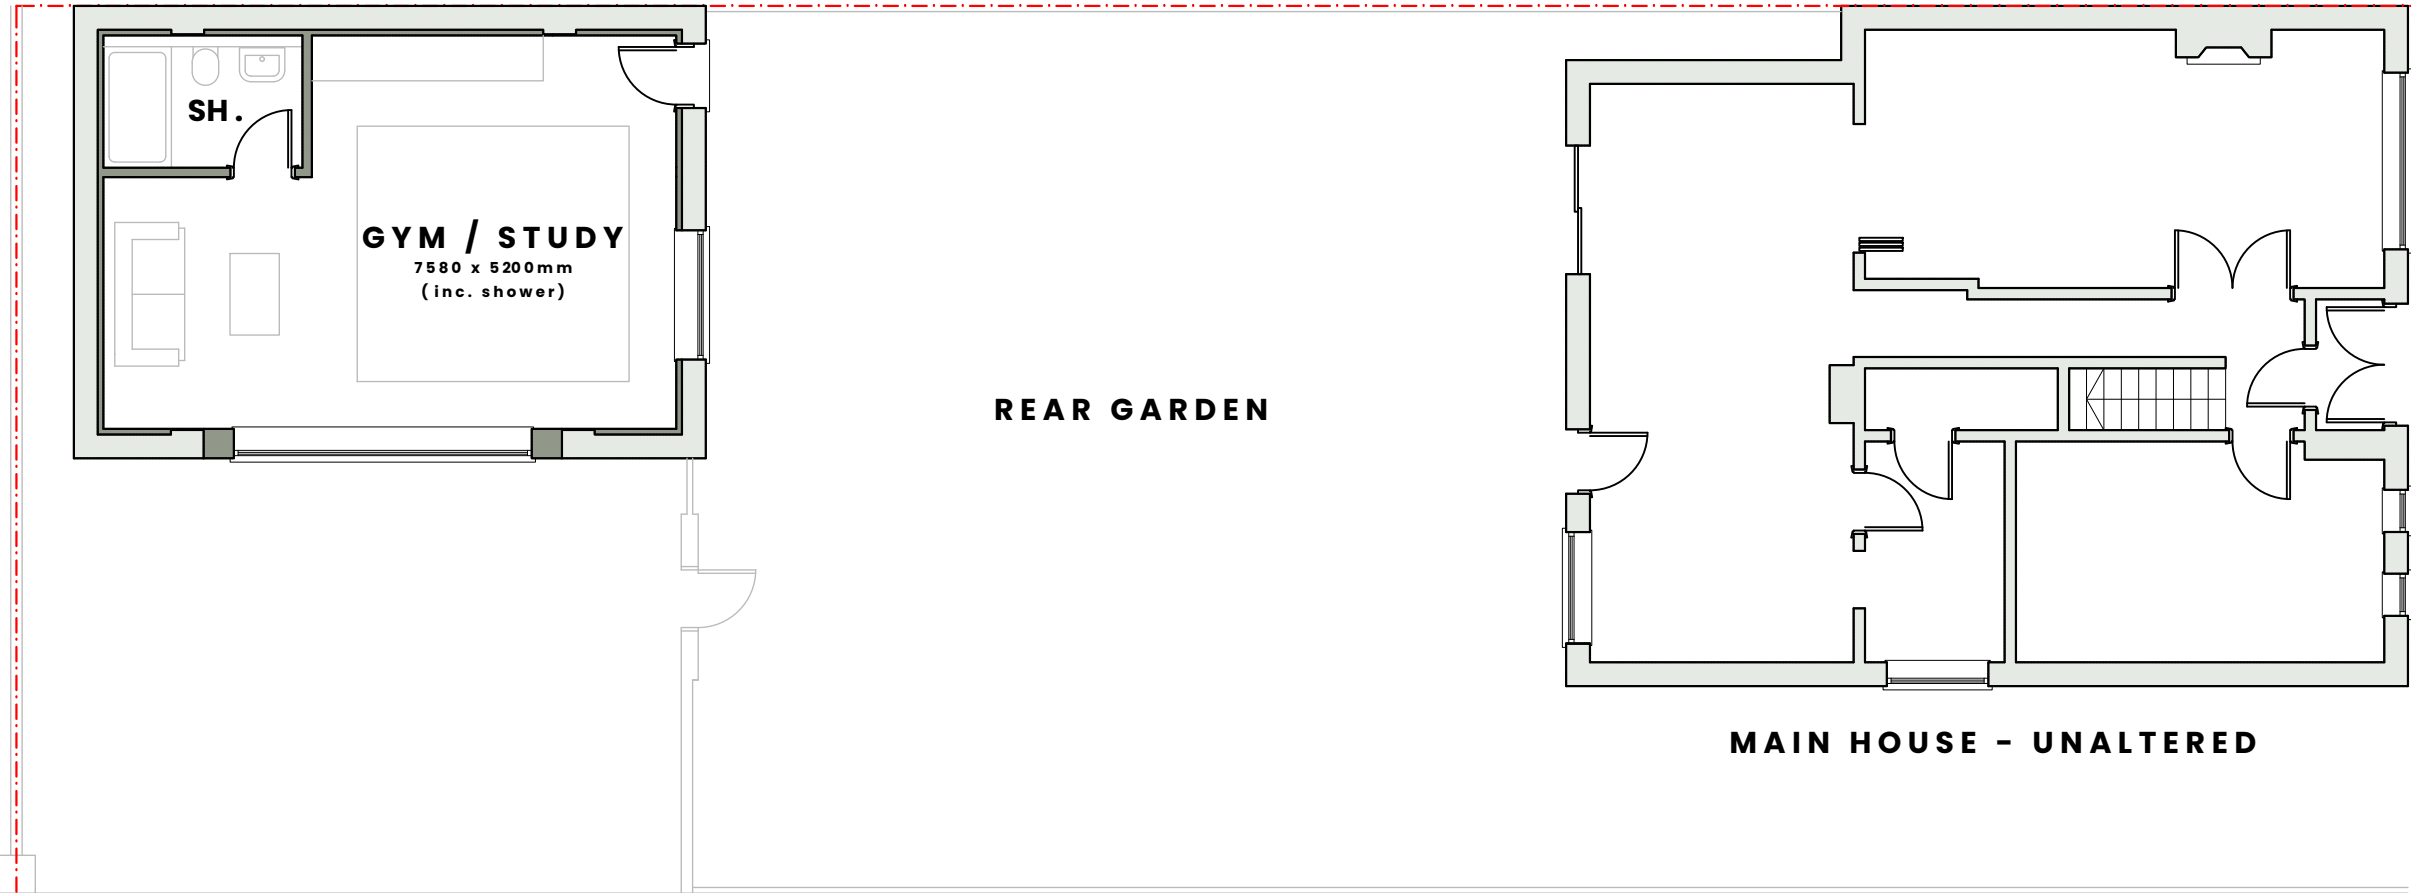 SH.
GYM / STUDY
7580 x 5200mm
(inc. shower)
REAR GARDEN
MAIN HOUSE - UNALTERED